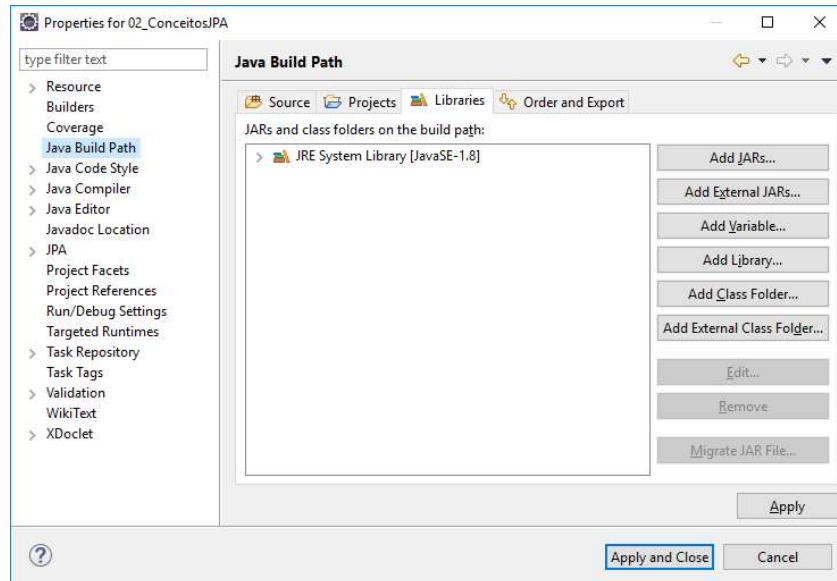 Properties for 02_ConceitosJPA
type filter text
Resource
Builders
Coverage
Java Build Path
Java Code Style
Java Compiler
Java Editor
Javadoc Location
JPA
Project Facets
Project References
Run/Debug Settings
Targeted Runtimes
Task Repository
Task Tags
Validation
WikiText
XDoclet
Java Build Path
Source Projects Libraries Order and Export
JARs and class folders on the build path:
JRE System Library [JavaSE-1.8]
Add JARs...
Add External JARs...
Add Variable...
Add Library...
Add Class Folder...
Add External Class Folder...
Edit...
Remove
Migrate JAR File...
Apply
?
Apply and Close Cancel